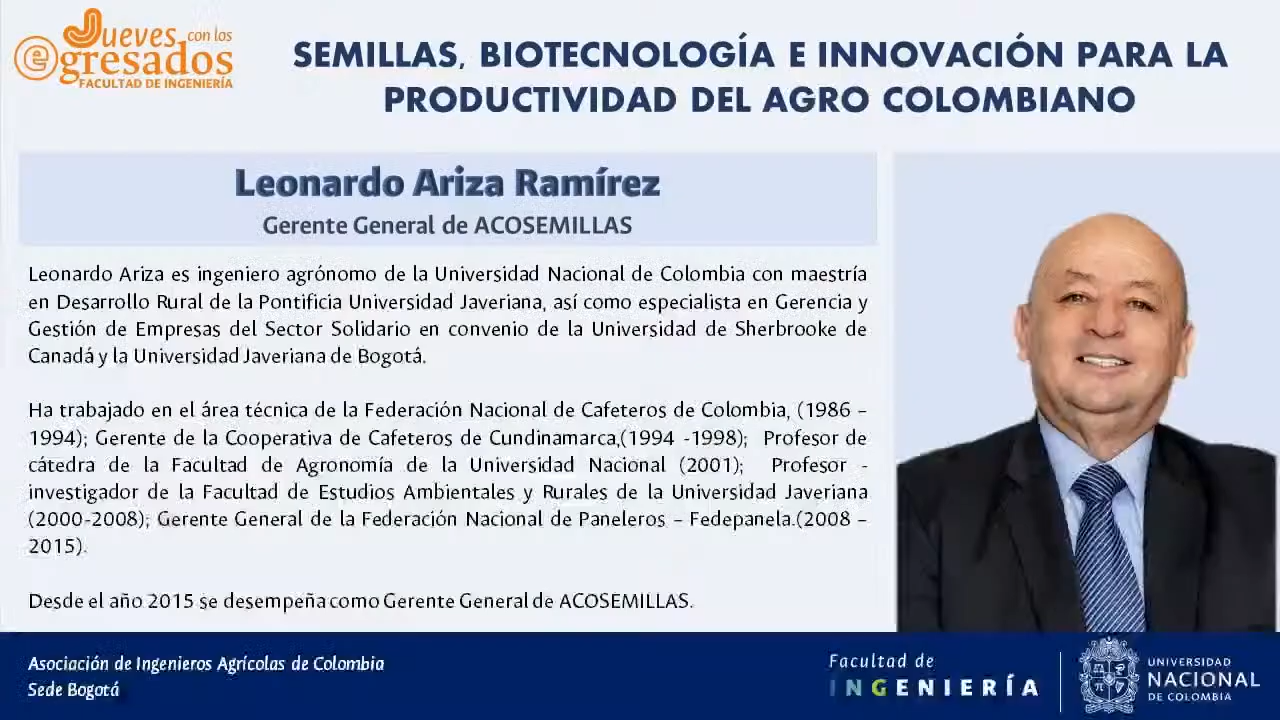 Jueves con los
egresados
FACULTAD DE INGENIERÍA
SEMILLAS, BIOTECNOLOGÍA E INNOVACIÓN PARA LA
PRODUCTIVIDAD DEL AGRO COLOMBIANO
Leonardo Ariza Ramírez
Gerente General de ACOSEMILLAS
Leonardo Ariza es ingeniero agrónomo de la Universidad Nacional de Colombia con maestría
en Desarrollo Rural de la Pontificia Universidad Javeriana, así como especialista en Gerencia y
Gestión de Empresas del Sector Solidario en convenio de la Universidad de Sherbrooke de
Canadá y la Universidad Javeriana de Bogotá.
Ha trabajado en el área técnica de la Federación Nacional de Cafeteros de Colombia, (1986 –
1994); Gerente de la Cooperativa de Cafeteros de Cundinamarca,(1994 -1998); Profesor de
cátedra de la Facultad de Agronomía de la Universidad Nacional (2001); Profesor -
investigador de la Facultad de Estudios Ambientales y Rurales de la Universidad Javeriana
(2000-2008); Gerente General de la Federación Nacional de Paneleros – Fedepanela.(2008 –
2015).
Desde el año 2015 se desempeña como Gerente General de ACOSEMILLAS.
Asociación de Ingenieros Agrícolas de Colombia
Sede Bogotá
Facultad de
INGENIERÍA
UNIVERSIDAD
NACIONAL
DE COLOMBIA